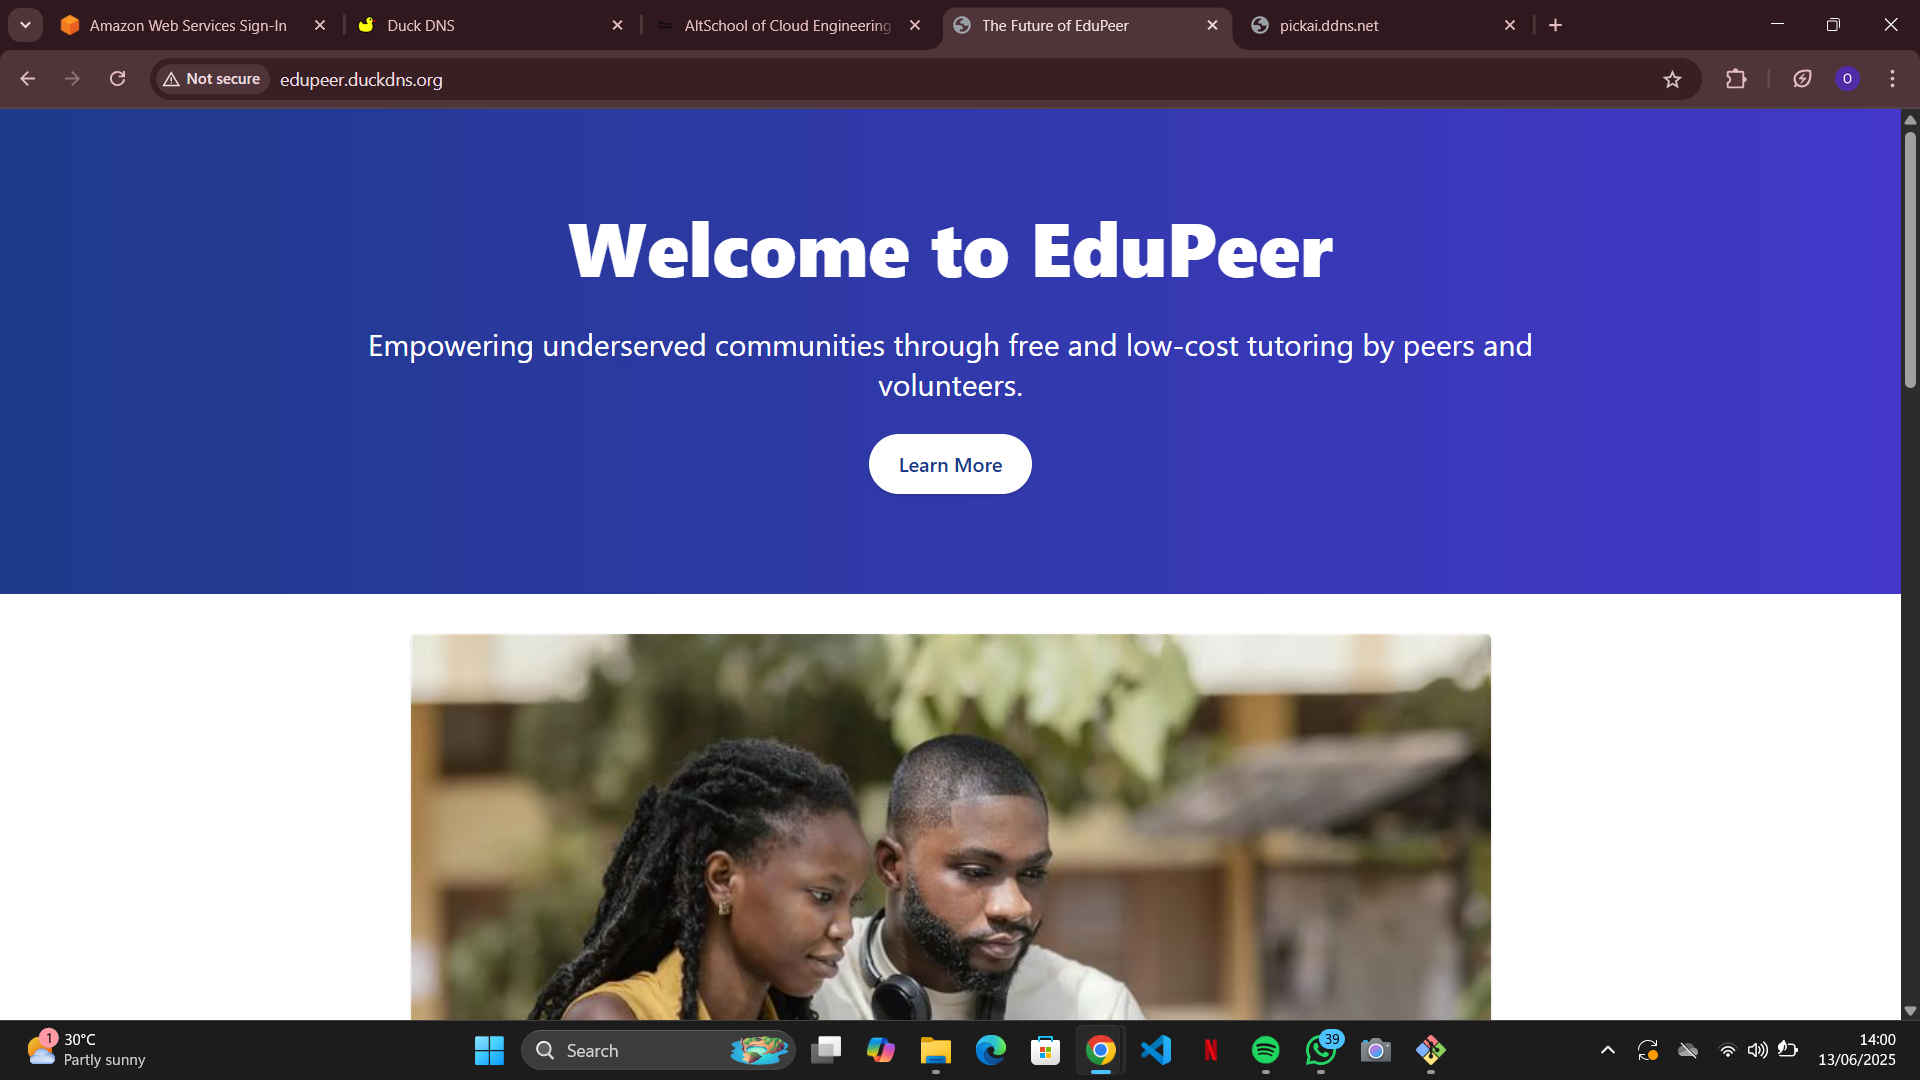 Amazon Web Services Sign-In
Duck DNS
AltSchool of Cloud Engineering
The Future of EduPeer
pickai.ddns.net
Not secure
edupeer.duckdns.org
O
Welcome to EduPeer
Empowering underserved communities through free and low-cost tutoring by peers and
volunteers.
Learn More
1
30°C
Partly sunny
Search
N
39
14:00
13/06/2025